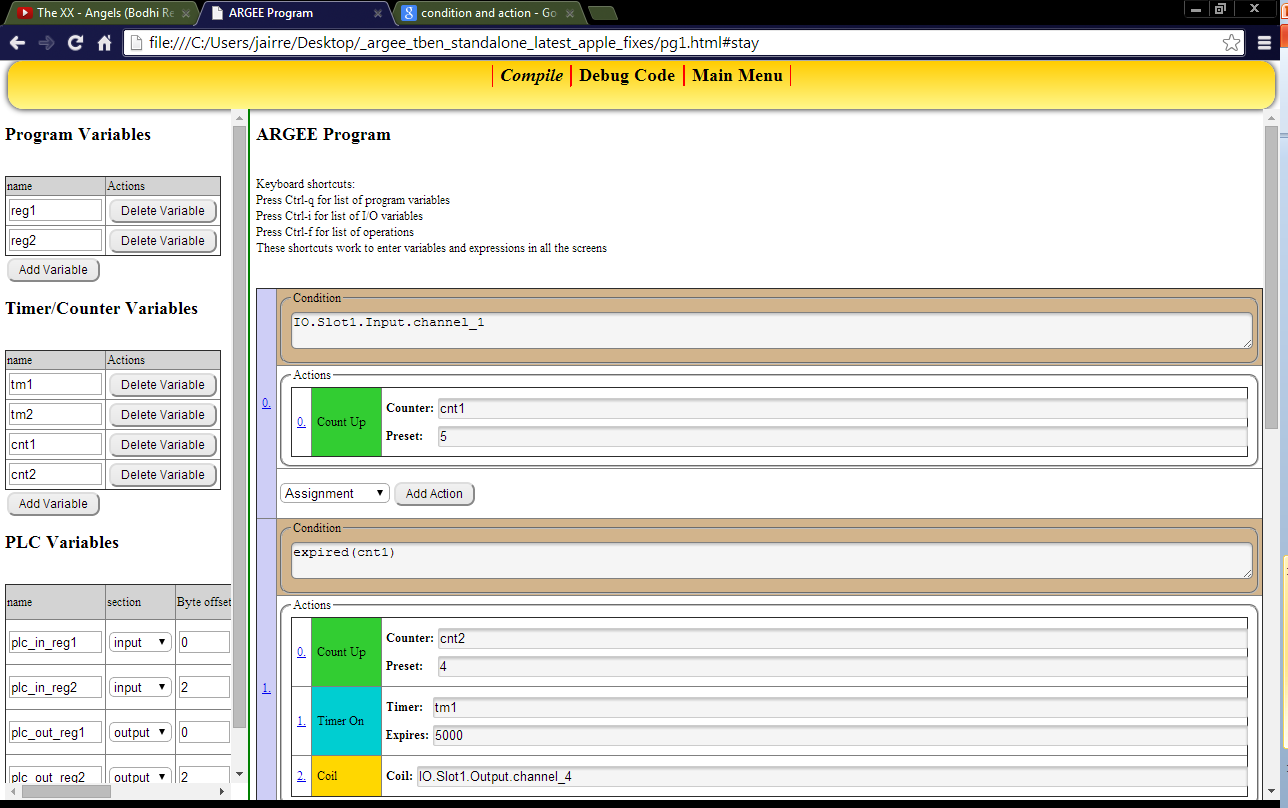 The XX - Angels (Bodhi Re
ARGEE Program
condition and action - Go
file:///C:/Users/jairre/Desktop/_argee_tben_standalone_latest_apple_fixes/pg1.html#stay
Compile | Debug Code | Main Menu
Program Variables
name Actions
reg1 Delete Variable
reg2 Delete Variable
Add Variable
Timer/Counter Variables
name Actions
tm1 Delete Variable
tm2 Delete Variable
cnt1 Delete Variable
cnt2 Delete Variable
Add Variable
PLC Variables
name section Byte offset
plc_in_reg1 input 0
plc_in_reg2 input 2
plc_out_reg1 output 0
plc_out_reg2 output 2
ARGEE Program
Keyboard shortcuts:
Press Ctrl-q for list of program variables
Press Ctrl-i for list of I/O variables
Press Ctrl-f for list of operations
These shortcuts work to enter variables and expressions in all the screens
0.
Condition
IO.Slot1.Input.channel_1
Actions
0. Count Up
Counter: cnt1
Preset: 5
Assignment Add Action
1.
Condition
expired(cnt1)
Actions
0. Count Up
Counter: cnt2
Preset: 4
1. Timer On
Timer: tm1
Expires: 5000
2. Coil
Coil: IO.Slot1.Output.channel_4